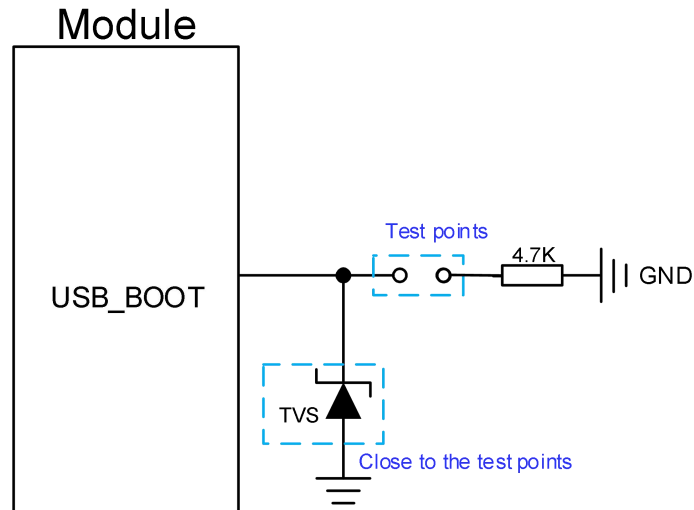 Module
Test points
4.7K
GND
USB_BOOT
TVS
Close to the test points